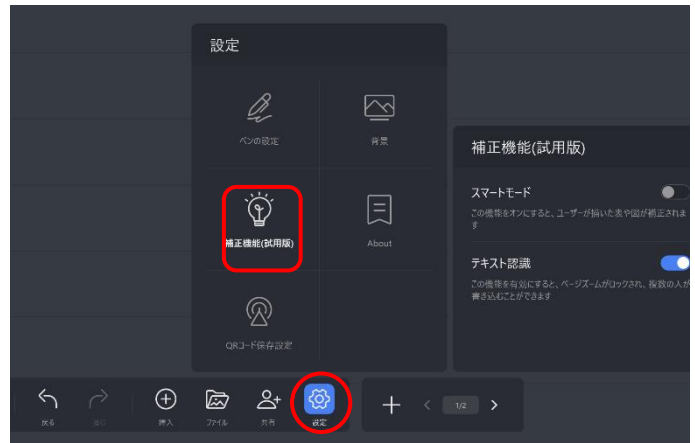 設定
ペンの設定
背景
補正機能(試用版)
About
QRコード保存設定
補正機能(試用版)
スマートモード
この機能をオンにすると、ユーザーが描いた表や図が補正されま
す
テキスト認識
この機能を有効にすると、ページズームがロックされ、複数の人が
書き込むことができます
戻る
挿入
ファイル
共有
設定
1/2